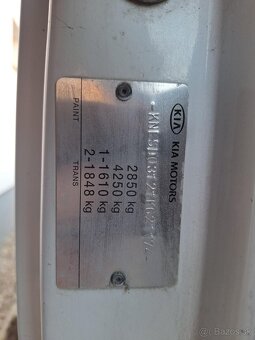 KIA
KIA MOTORS
2850 kg
4250 kg
1-1610 kg
2-1848 kg
PAINT
TRANS